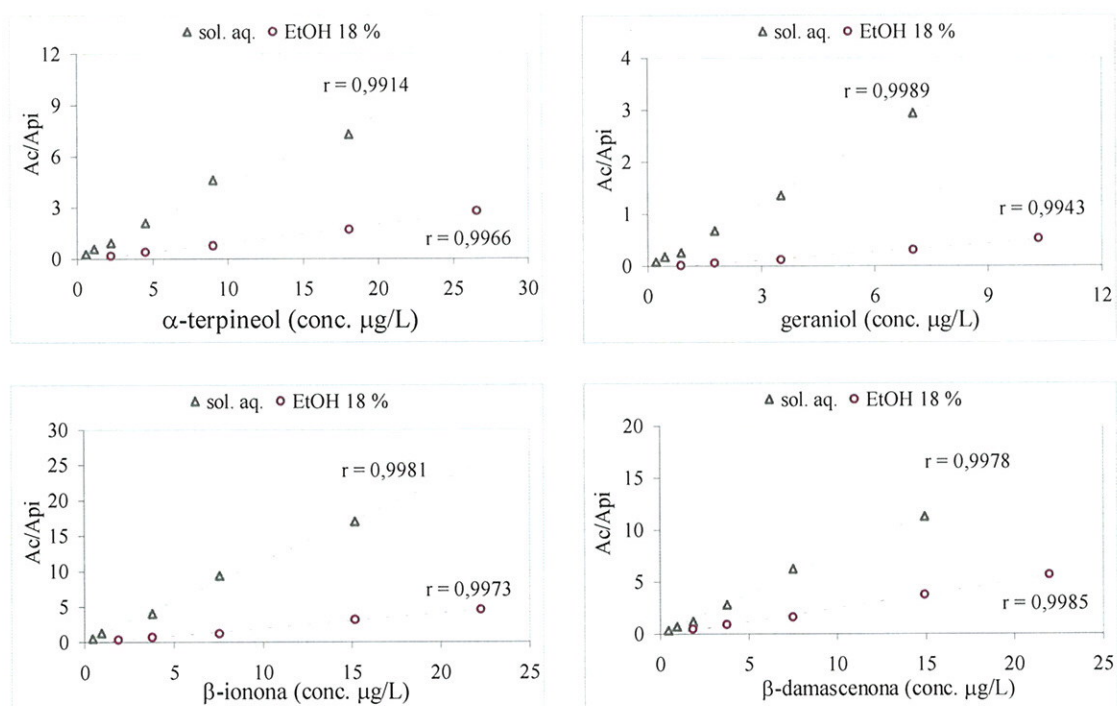 △ sol. aq. ○ EtOH 18 %
12
9
6
3
0
Ac/Api
r = 0,9914
r = 0,9966
0 5 10 15 20 25 30
α-terpineol (conc. μg/L)
△ sol. aq. ○ EtOH 18 %
4
3
2
1
0
Ac/Api
r = 0,9989
r = 0,9943
0 3 6 9 12
geraniol (conc. μg/L)
△ sol. aq. ○ EtOH 18 %
30
25
20
15
10
5
0
Ac/Api
r = 0,9981
r = 0,9973
0 5 10 15 20 25
β-ionona (conc. μg/L)
△ sol. aq. ○ EtOH 18 %
20
15
10
5
0
Ac/Api
r = 0,9978
r = 0,9985
0 5 10 15 20 25
β-damascenona (conc. μg/L)